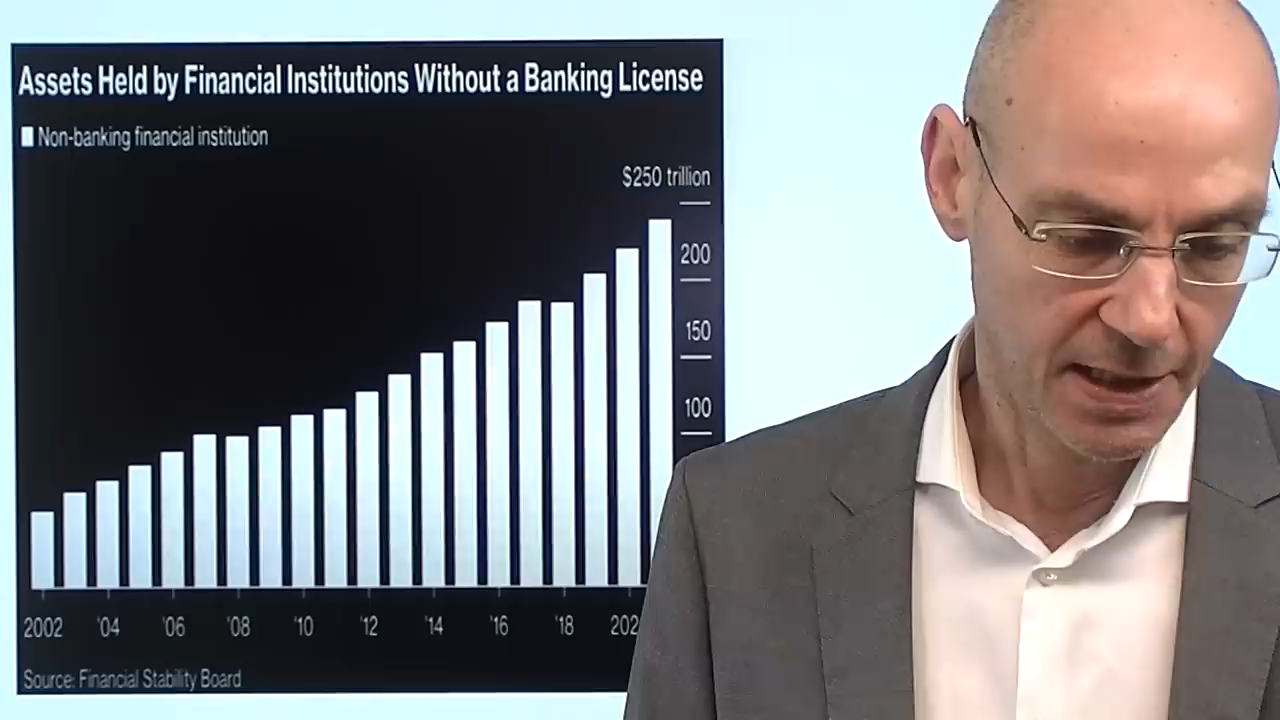 Assets Held by Financial Institutions Without a Banking License
Non-banking financial institution
$250 trillion
200
150
100
2002 '04 '06 '08 '10 '12 '14 '16 '18 202
Source: Financial Stability Board